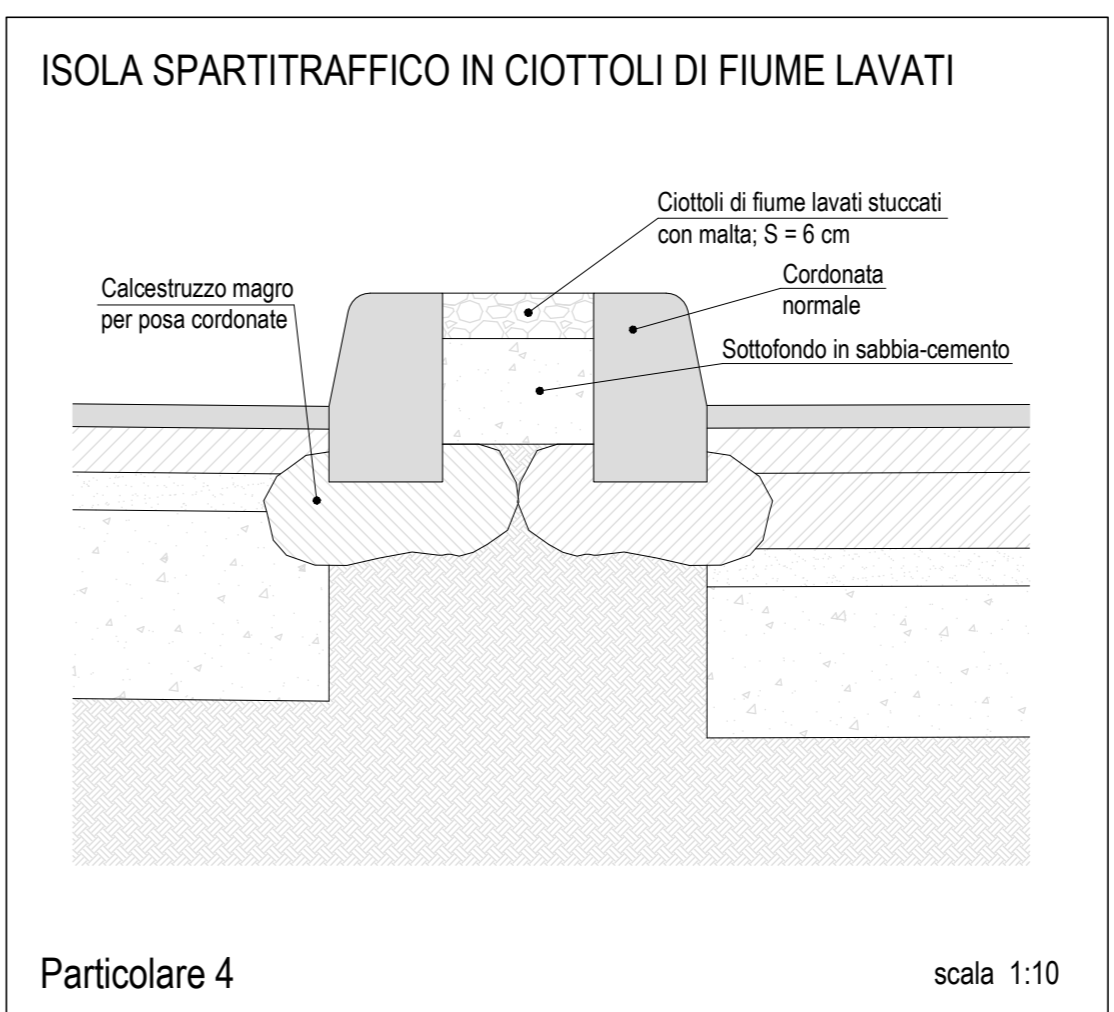 ISOLA SPARTITRAFFICO IN CIOTTOLI DI FIUME LAVATI
Ciottoli di fiume lavati stuccati
con malta; S = 6 cm
Calcestruzzo magro
per posa cordonate
Cordonata
normale
Sottofondo in sabbia-cemento
Particolare 4
scala 1:10